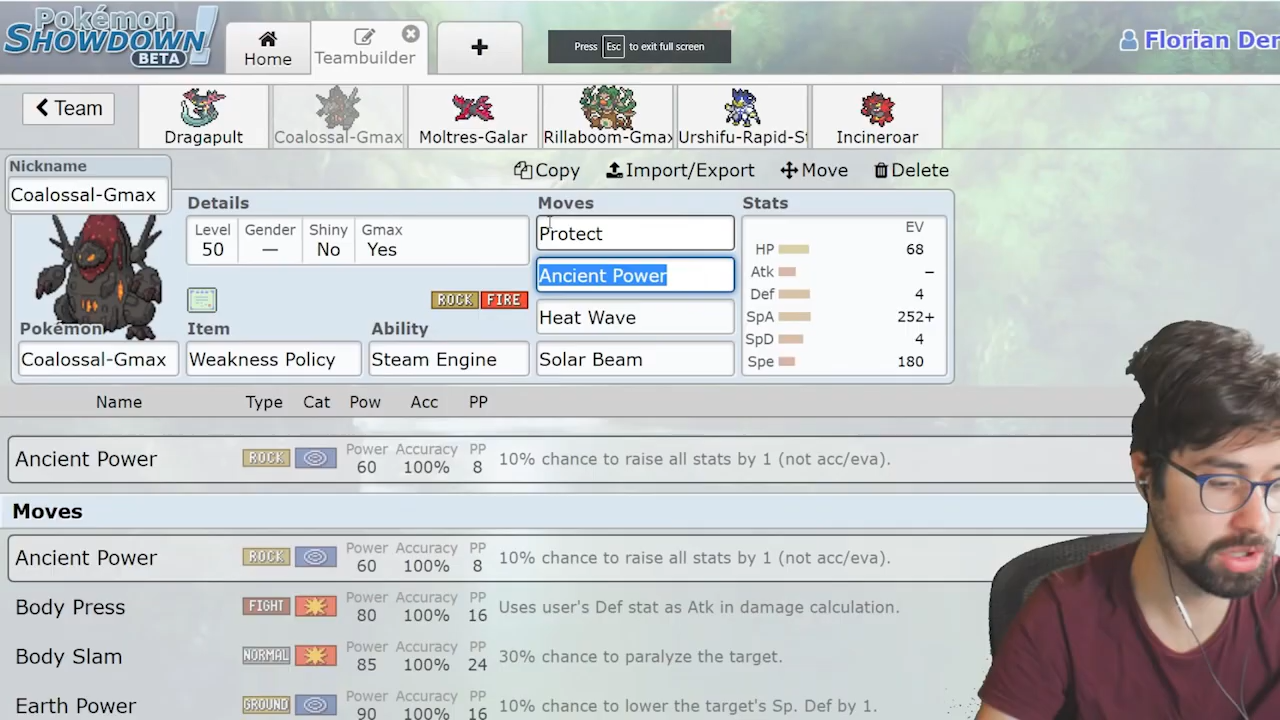 Pokémon
SHOWDOWN!
BETA
Home
Teambuilder
+
Press Esc to exit full screen
Florian Der
Team
Dragapult
Coalossal-Gmax
Moltres-Galar
Rillaboom-Gmax
Urshifu-Rapid-St
Incineroar
Copy
Import/Export
Move
Delete
Nickname
Coalossal-Gmax
Details
Level
50
Gender
—
Shiny
No
Gmax
Yes
ROCK FIRE
Pokémon
Coalossal-Gmax
Item
Weakness Policy
Ability
Steam Engine
Moves
Protect
Ancient Power
Heat Wave
Solar Beam
Stats
EV
HP 68
Atk –
Def 4
SpA 252+
SpD 4
Spe 180
Name Type Cat Pow Acc PP
Ancient Power ROCK Power 60 Accuracy 100% PP 8 10% chance to raise all stats by 1 (not acc/eva).
Moves
Ancient Power ROCK Power 60 Accuracy 100% PP 8 10% chance to raise all stats by 1 (not acc/eva).
Body Press FIGHT Power 80 Accuracy 100% PP 16 Uses user's Def stat as Atk in damage calculation.
Body Slam NORMAL Power 85 Accuracy 100% PP 24 30% chance to paralyze the target.
Earth Power GROUND Power 90 Accuracy 100% PP 16 10% chance to lower the target's Sp. Def by 1.